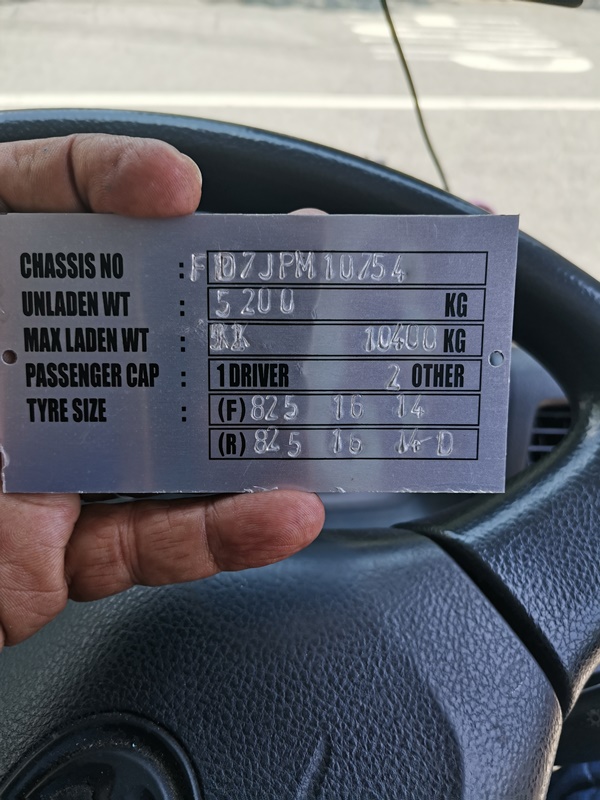 CHASSIS NO : FD7JPM10754
UNLADEN WT : 5200 KG
MAX LADEN WT : 10400 KG
PASSENGER CAP : 1 DRIVER 2 OTHER
TYRE SIZE : (F) 825 16 14
(R) 825 16 14 D